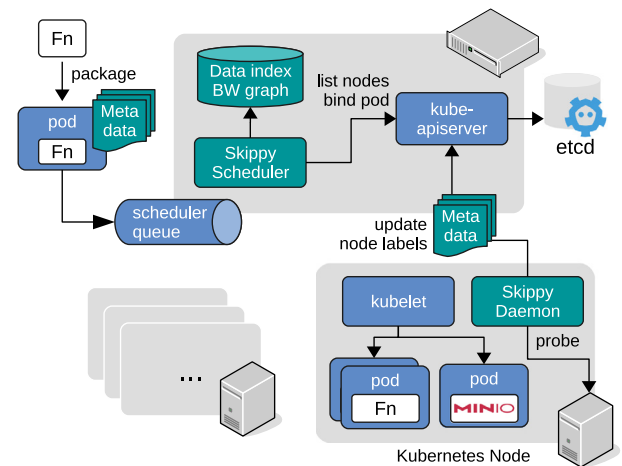 Fn
package
pod
Meta
data
Fn
scheduler
queue
Data index
BW graph
Skippy
Scheduler
list nodes
bind pod
kube-
apiserver
etcd
update
node labels
Meta
data
kubelet
Skippy
Daemon
probe
pod
Fn
pod
MINIO
...
Kubernetes Node